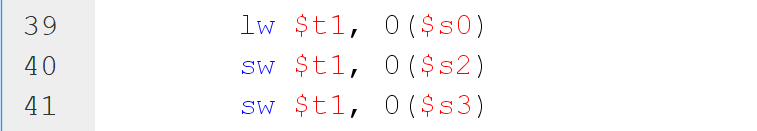 39 lw $t1, 0($s0)
40 sw $t1, 0($s2)
41 sw $t1, 0($s3)